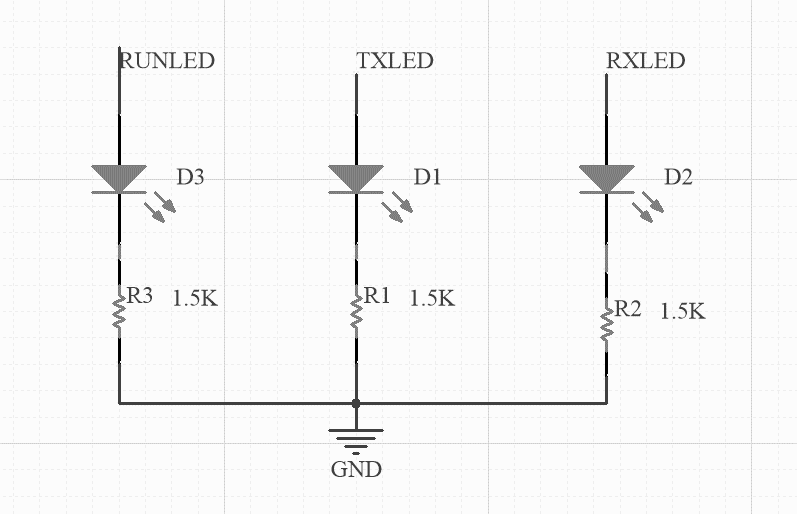 RUNLED TXLED RXLED
D3 D1 D2
R3 1.5K R1 1.5K R2 1.5K
GND